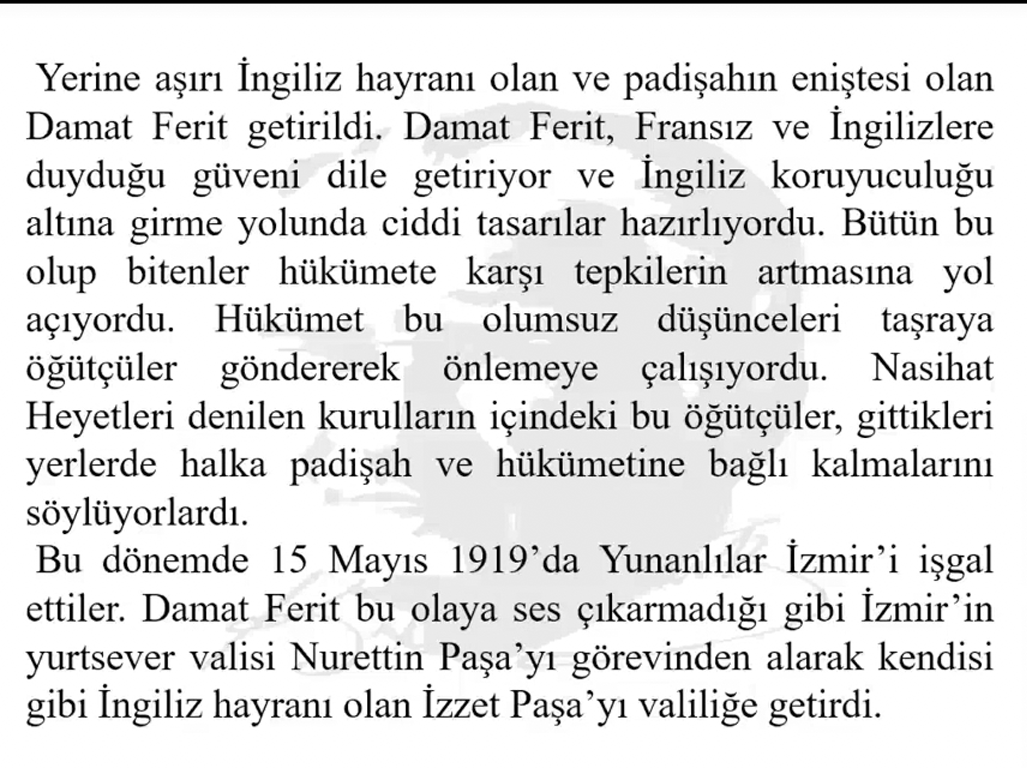 Yerine aşırı İngiliz hayranı olan ve padişahın eniştesi olan
Damat Ferit getirildi. Damat Ferit, Fransız ve İngilizlere
duyduğu güveni dile getiriyor ve İngiliz koruyuculuğu
altına girme yolunda ciddi tasarılar hazırlıyordu. Bütün bu
olup bitenler hükümete karşı tepkilerin artmasına yol
açıyordu. Hükümet bu olumsuz düşünceleri taşraya
öğütçüler göndererek önlemeye çalışıyordu. Nasihat
Heyetleri denilen kurulların içindeki bu öğütçüler, gittikleri
yerlerde halka padişah ve hükümetine bağlı kalmalarını
söylüyorlardı.
Bu dönemde 15 Mayıs 1919’da Yunanlılar İzmir’i işgal
ettiler. Damat Ferit bu olaya ses çıkarmadığı gibi İzmir’in
yurtsever valisi Nurettin Paşa’yı görevinden alarak kendisi
gibi İngiliz hayranı olan İzzet Paşa’yı valiliğe getirdi.